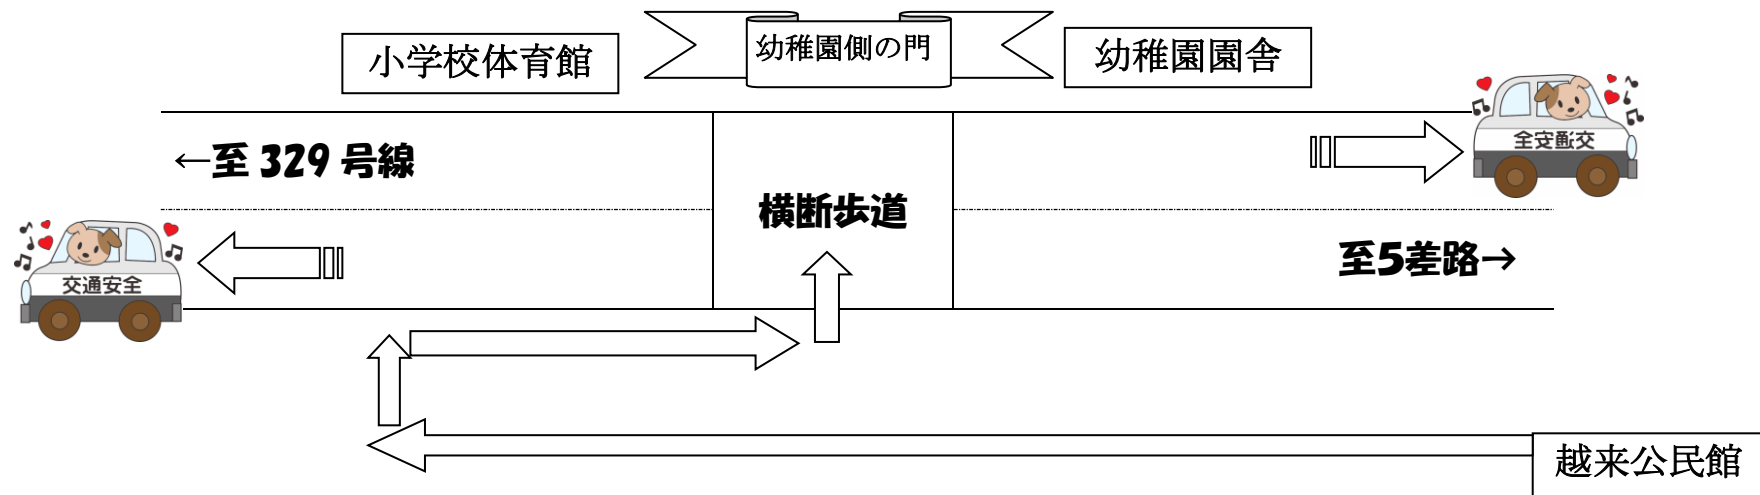 小学校体育館
幼稚園側の門
幼稚園園舎
全安通交
←至 329 号線
横断歩道
至5差路→
交通安全
越来公民館